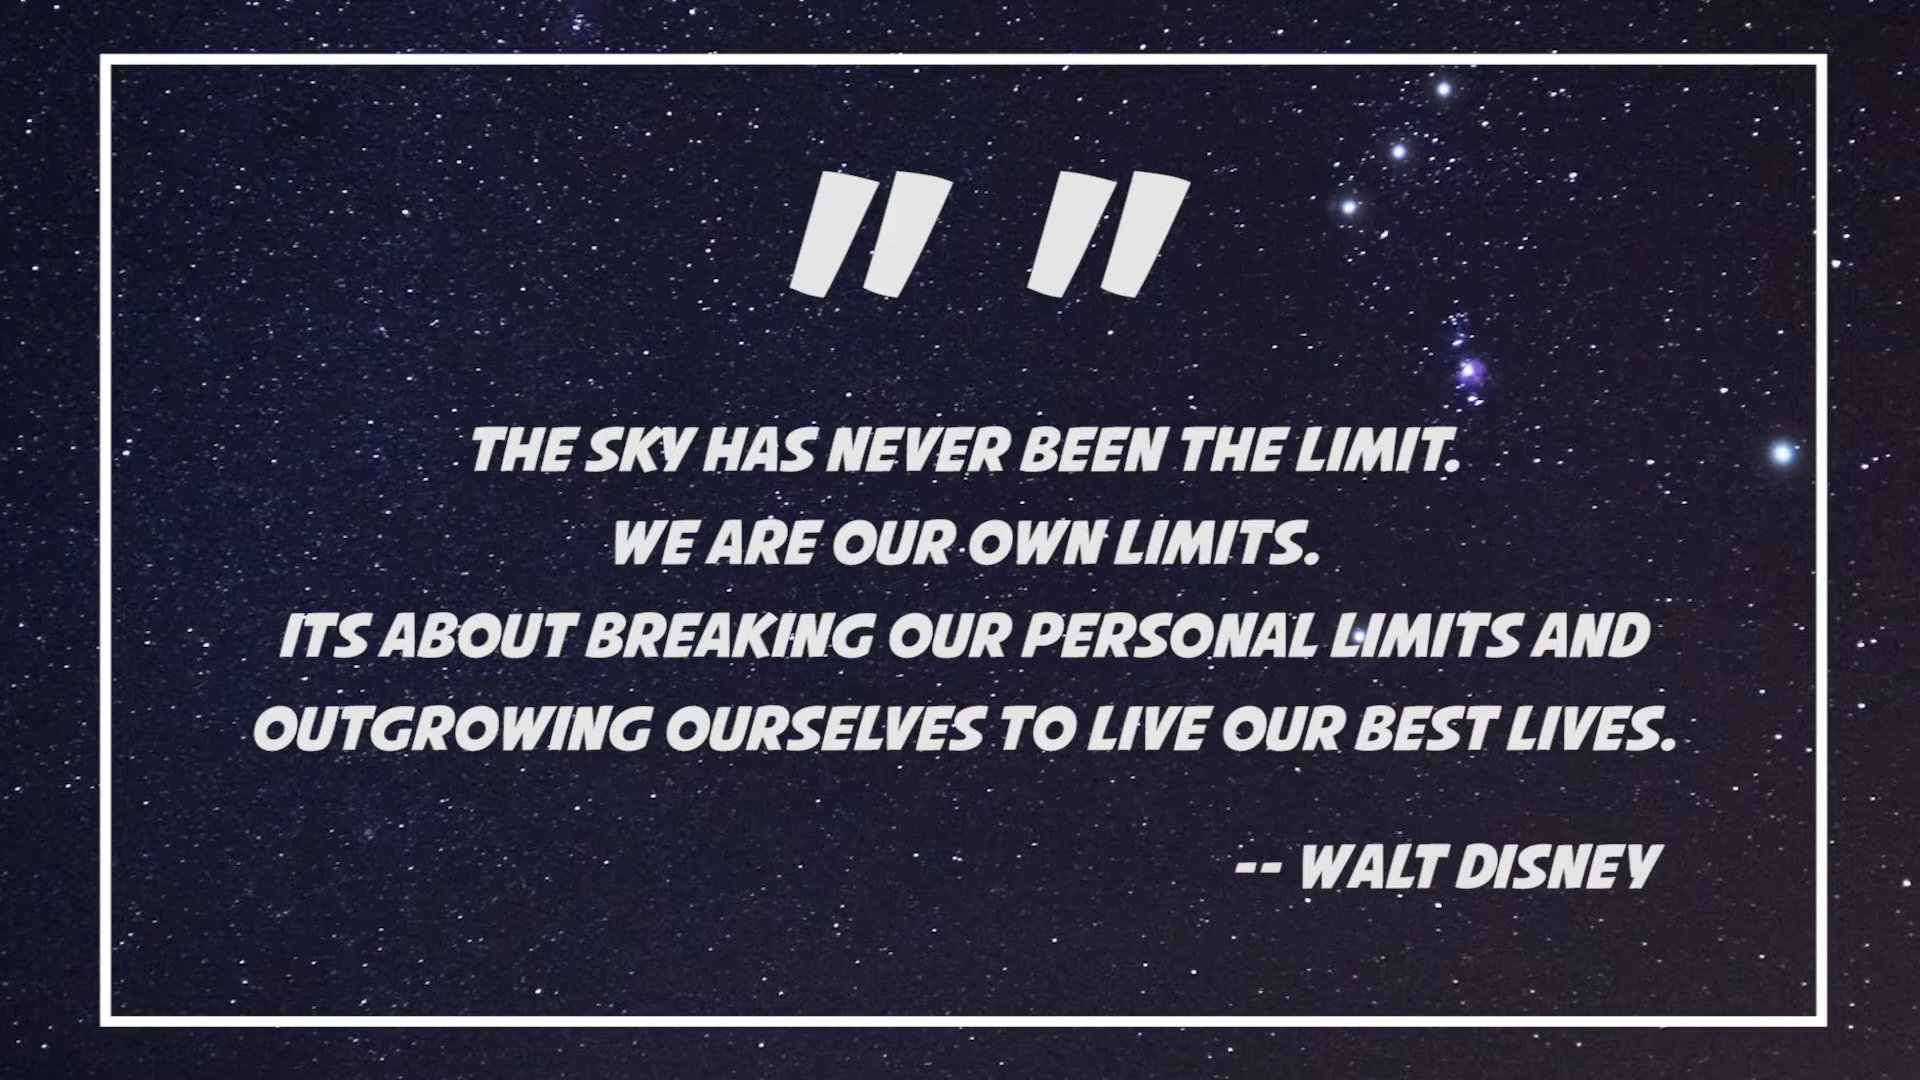 " "
THE SKY HAS NEVER BEEN THE LIMIT.
WE ARE OUR OWN LIMITS.
ITS ABOUT BREAKING OUR PERSONAL LIMITS AND
OUTGROWING OURSELVES TO LIVE OUR BEST LIVES.
-- WALT DISNEY